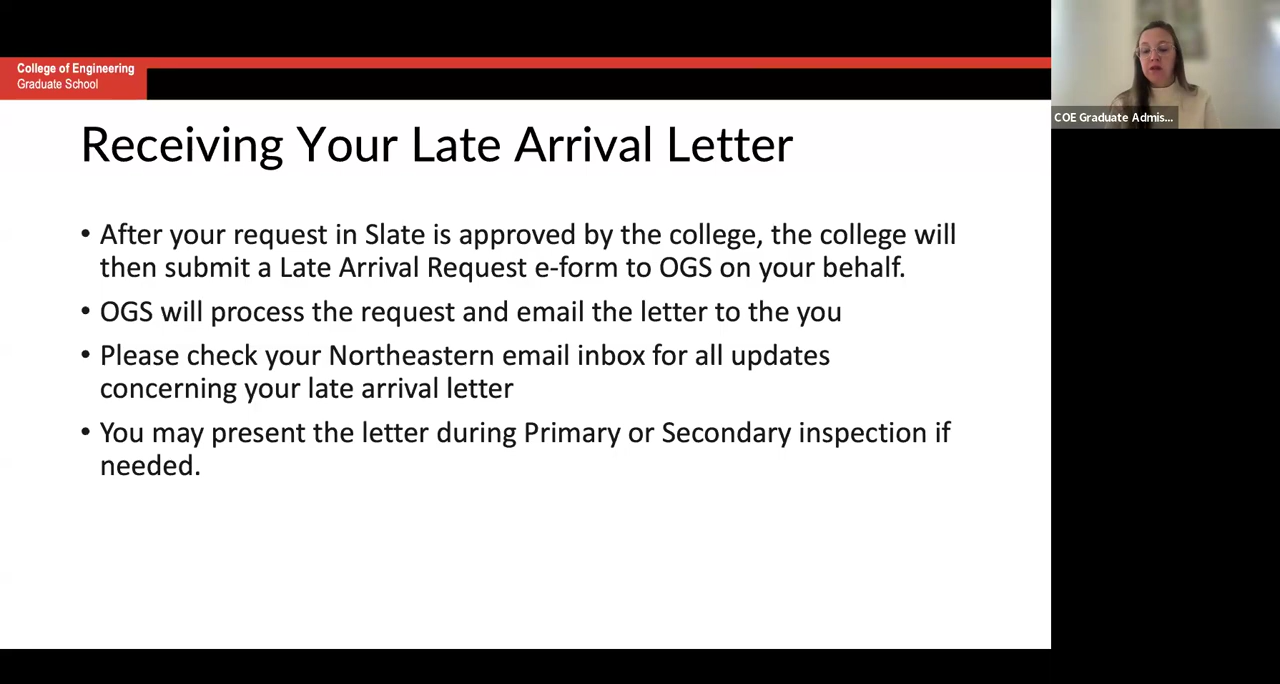 College of Engineering
Graduate School
COE Graduate Admis...
Receiving Your Late Arrival Letter
• After your request in Slate is approved by the college, the college will
then submit a Late Arrival Request e-form to OGS on your behalf.
• OGS will process the request and email the letter to the you
• Please check your Northeastern email inbox for all updates
concerning your late arrival letter
• You may present the letter during Primary or Secondary inspection if
needed.